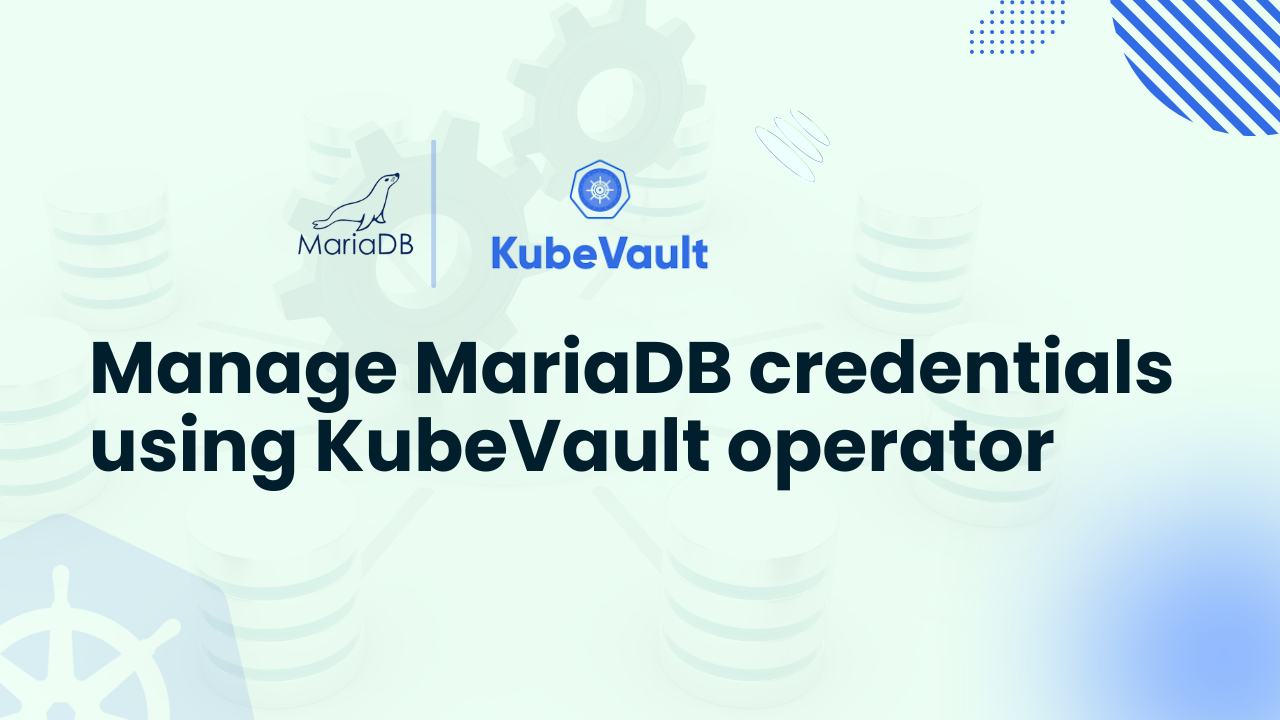 MariaDB
KubeVault
Manage MariaDB credentials
using KubeVault operator